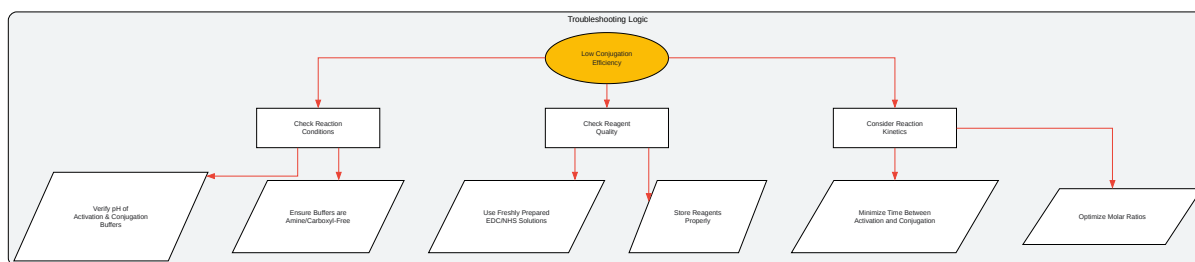 Troubleshooting Logic
Low Conjugation
Efficiency
Check Reaction
Conditions
Check Reagent
Quality
Consider Reaction
Kinetics
Verify pH of
Activation & Conjugation
Buffers
Ensure Buffers are
Amine/Carboxyl-Free
Use Freshly Prepared
EDC/NHS Solutions
Store Reagents
Properly
Minimize Time Between
Activation and Conjugation
Optimize Molar Ratios